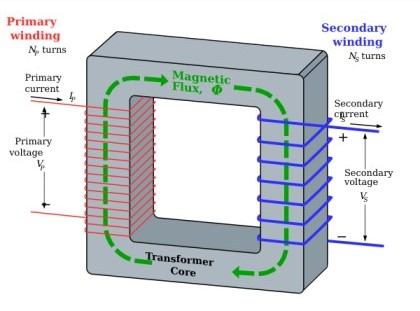 Primary
winding
Nₚ turns
Primary
current
Iₚ
+
Primary
voltage
Vₚ
–
Magnetic
Flux, Φ
Transformer
Core
Secondary
winding
Nₛ turns
Secondary
current
Iₛ
+
Secondary
voltage
Vₛ
–